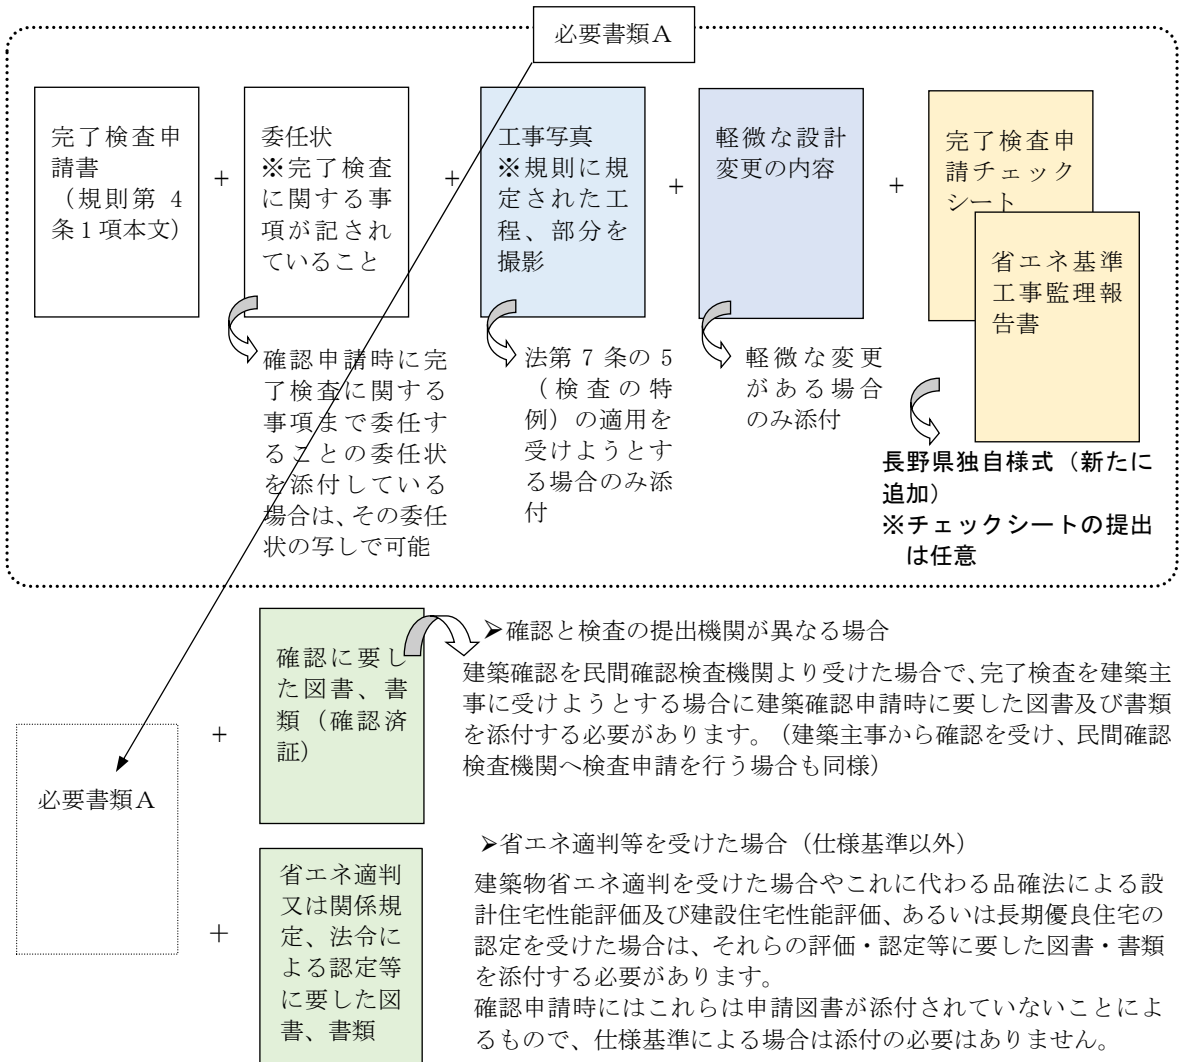 必要書類A
完了検査申
請書
（規則第 4
条1項本文）
+
委任状
※完了検査
に関する事
項が記され
ていること
+
工事写真
※規則に規
定された工
程、部分を
撮影
+
軽微な設計
変更の内容
+
完了検査申
請チェック
シート
省エネ基準
工事監理報
告書
確認申請時に完
了検査に関する
事項まで委任す
ることの委任状
を添付している
場合は、その委任
状の写しで可能
法第 7 条の 5
（検査の特
例）の適用を
受けようとす
る場合のみ添
付
軽微な変更
がある場合
のみ添付
長野県独自様式（新たに
追加）
※チェックシートの提出
は任意
必要書類A
+
確認に要し
た図書、書
類（確認済
証）
➢確認と検査の提出機関が異なる場合
建築確認を民間確認検査機関より受けた場合で、完了検査を建築主
事に受けようとする場合に建築確認申請時に要した図書及び書類
を添付する必要があります。（建築主事から確認を受け、民間確認
検査機関へ検査申請を行う場合も同様）
+
省エネ適判
又は関係規
定、法令に
よる認定等
に要した図
書、書類
➢省エネ適判等を受けた場合（仕様基準以外）
建築物省エネ適判を受けた場合やこれに代わる品確法による設
計住宅性能評価及び建設住宅性能評価、あるいは長期優良住宅の
認定を受けた場合は、それらの評価・認定等に要した図書・書類
を添付する必要があります。
確認申請時にはこれらは申請図書が添付されていないことによ
るもので、仕様基準による場合は添付の必要はありません。